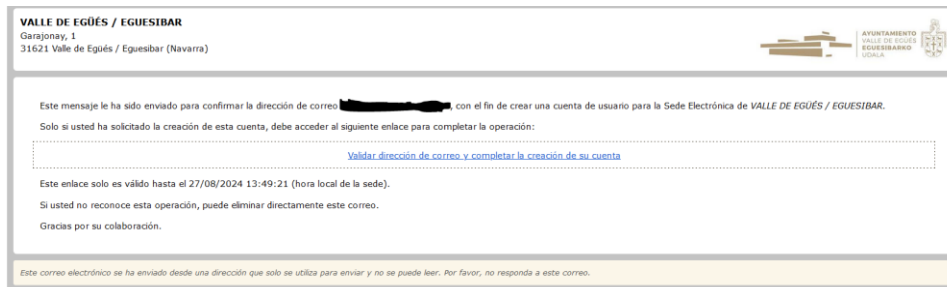 VALLE DE EGÜÉS / EGUESIBAR
Garajonay, 1
31621 Valle de Egüés / Eguesibar (Navarra)
AYUNTAMIENTO
VALLE DE EGÜÉS
EGUESIBARKO
UDALA
Este mensaje le ha sido enviado para confirmar la dirección de correo , con el fin de crear una cuenta de usuario para la Sede Electrónica de VALLE DE EGÜÉS / EGUESIBAR.
Solo si usted ha solicitado la creación de esta cuenta, debe acceder al siguiente enlace para completar la operación:
Validar dirección de correo y completar la creación de su cuenta
Este enlace solo es válido hasta el 27/08/2024 13:49:21 (hora local de la sede).
Si usted no reconoce esta operación, puede eliminar directamente este correo.
Gracias por su colaboración.
Este correo electrónico se ha enviado desde una dirección que solo se utiliza para enviar y no se puede leer. Por favor, no responda a este correo.